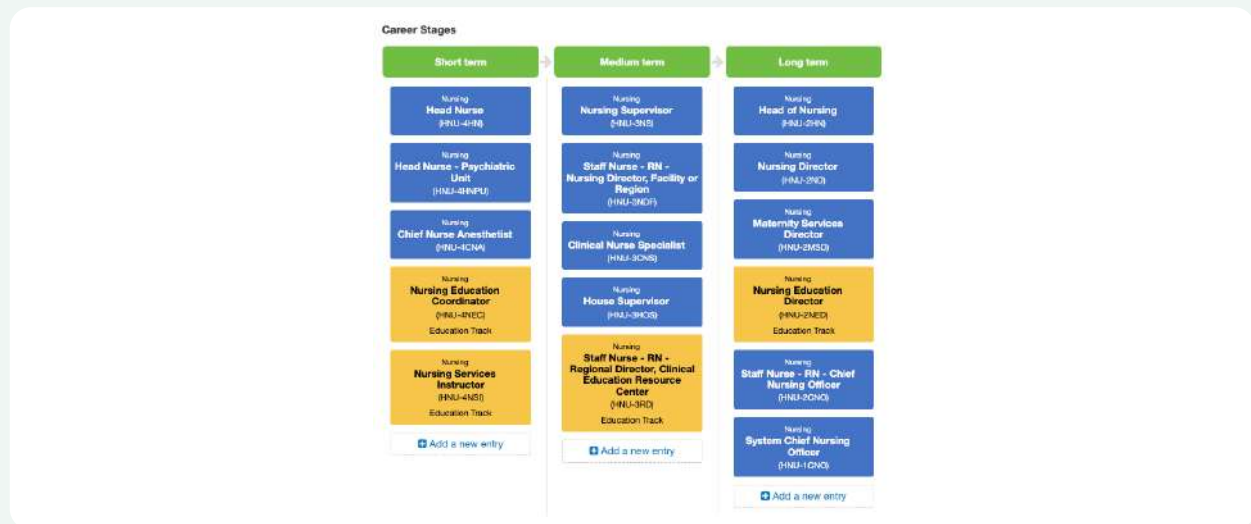 Career Stages
Short term
Nursing
Head Nurse
(HNU-4HN)
Nursing
Head Nurse - Psychiatric
Unit
(HNU-4HNPU)
Nursing
Chief Nurse Anesthetist
(HNU-4CNA)
Nursing
Nursing Education
Coordinator
(HNU-4NEC)
Education Track
Nursing
Nursing Services
Instructor
(HNU-4NSI)
Education Track
Add a new entry
Medium term
Nursing
Nursing Supervisor
(HNU-3NS)
Nursing
Staff Nurse - RN -
Nursing Director, Facility or
Region
(HNU-3NDF)
Nursing
Clinical Nurse Specialist
(HNU-3CNS)
Nursing
House Supervisor
(HNU-3HOS)
Nursing
Staff Nurse - RN -
Regional Director, Clinical
Education Resource
Center
(HNU-3RD)
Education Track
Add a new entry
Long term
Nursing
Head of Nursing
(HNU-2HN)
Nursing
Nursing Director
(HNU-2ND)
Nursing
Maternity Services
Director
(HNU-2MSD)
Nursing
Nursing Education
Director
(HNU-2NED)
Education Track
Nursing
Staff Nurse - RN - Chief
Nursing Officer
(HNU-2CNO)
Nursing
System Chief Nursing
Officer
(HNU-1CNO)
Add a new entry